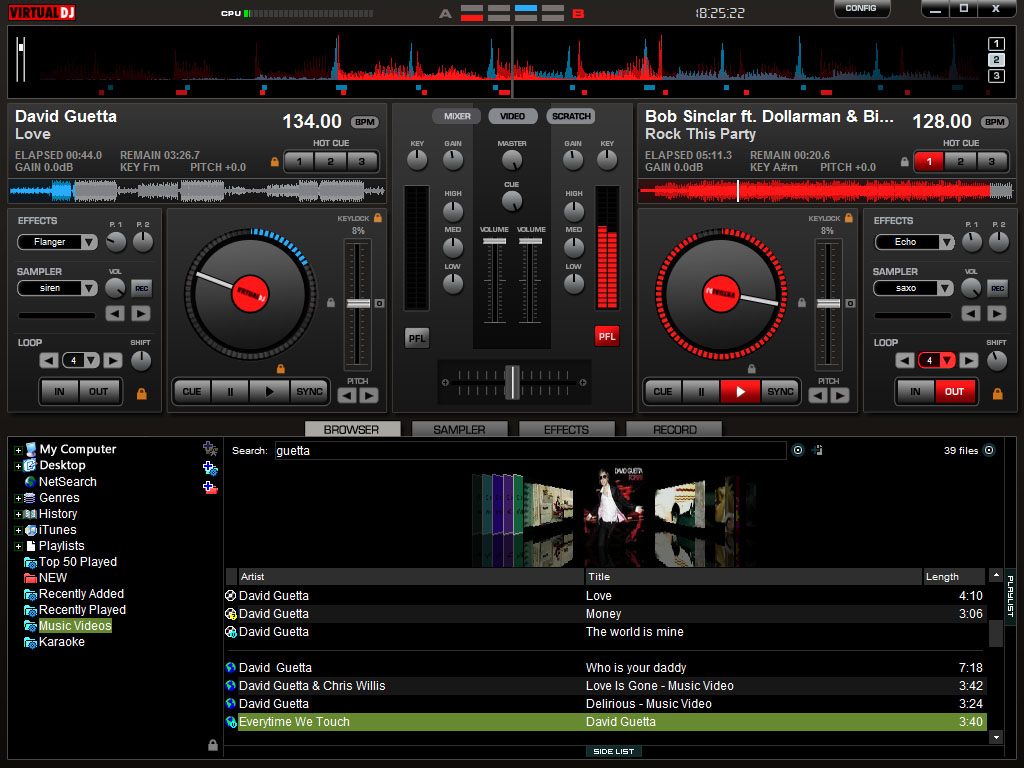 VIRTUAL DJ
CPU
A
B
18:25:22
CONFIG
X
1
2
3
David Guetta
Love
134.00 BPM
HOT CUE
ELAPSED 00:44.0 REMAIN 03:26.7
GAIN 0.0dB KEY Fm PITCH +0.0
1 2 3
MIXER VIDEO SCRATCH
KEY GAIN MASTER GAIN KEY
CUE
HIGH HIGH
MED VOLUME VOLUME MED
LOW LOW
PFL PFL
Bob Sinclar ft. Dollarman & Bi...
Rock This Party
128.00 BPM
HOT CUE
ELAPSED 05:11.3 REMAIN 00:20.6
GAIN 0.0dB KEY A#m PITCH +0.0
1 2 3
EFFECTS P. 1 P. 2
Flanger
SAMPLER VOL
siren REC
LOOP SHIFT
4
IN OUT
KEYLOCK
8%
VIRTUAL DJ
PITCH
CUE II SYNC
KEYLOCK
8%
PITCH
CUE II SYNC
EFFECTS P. 1 P. 2
Echo
SAMPLER VOL
saxo REC
LOOP SHIFT
4
IN OUT
BROWSER SAMPLER EFFECTS RECORD
My Computer
Desktop
NetSearch
Genres
History
iTunes
Playlists
Top 50 Played
NEW
Recently Added
Recently Played
Music Videos
Karaoke
Search: guetta 39 files
DAVID GUETTA
Artist Title Length
David Guetta Love 4:10
David Guetta Money 3:06
David Guetta The world is mine
David Guetta Who is your daddy 7:18
David Guetta & Chris Willis Love Is Gone - Music Video 3:42
David Guetta Delirious - Music Video 3:24
Everytime We Touch David Guetta 3:40
PLAYLIST
SIDE LIST